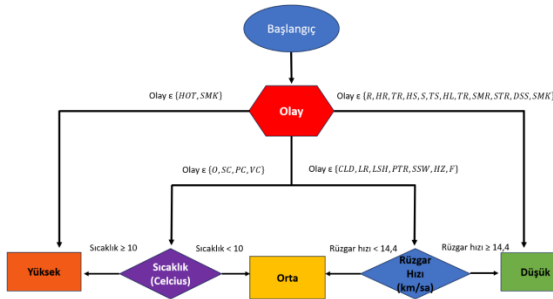 Başlangıç
Olay ε {HOT, SMK}
Olay
Olay ε {R, HR, TR, HS, S, TS, HL, TR, SMR, STR, DSS, SMK}
Olay ε {O, SC, PC, VC}
Olay ε {CLD, LR, LSH, PTR, SSW, HZ, F}
Sıcaklık ≥ 10
Sıcaklık < 10
Rüzgar hızı < 14,4
Rüzgar hızı ≥ 14,4
Yüksek
Sıcaklık
(Celcius)
Orta
Rüzgar
Hızı
(km/sa)
Düşük